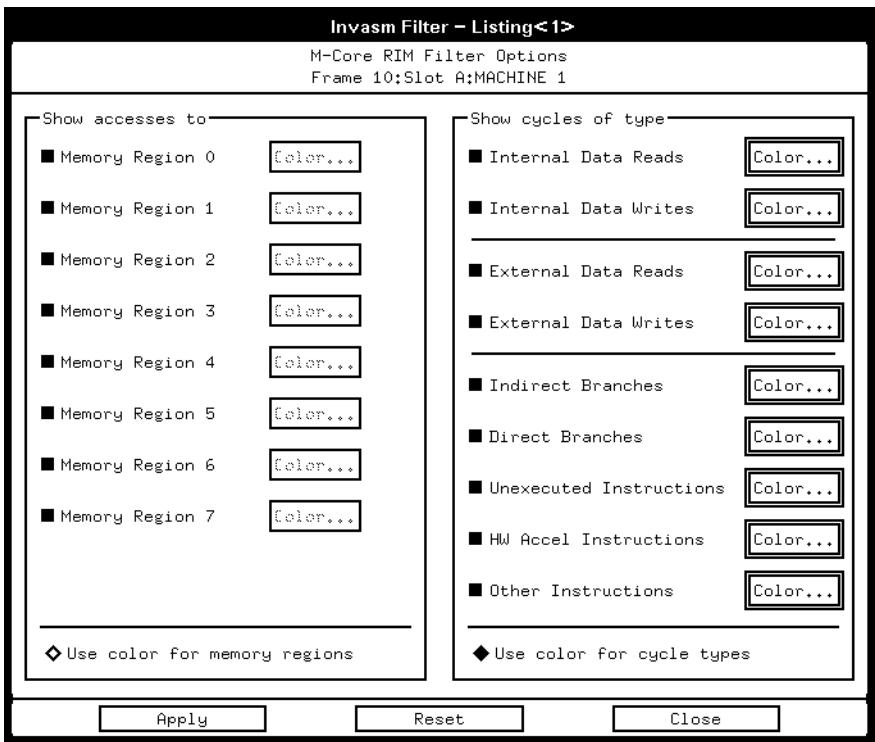 Invasm Filter – Listing<1>
M-Core RIM Filter Options
Frame 10:Slot A:MACHINE 1
Show accesses to
Memory Region 0 Color...
Memory Region 1 Color...
Memory Region 2 Color...
Memory Region 3 Color...
Memory Region 4 Color...
Memory Region 5 Color...
Memory Region 6 Color...
Memory Region 7 Color...
Use color for memory regions
Show cycles of type
Internal Data Reads Color...
Internal Data Writes Color...
External Data Reads Color...
External Data Writes Color...
Indirect Branches Color...
Direct Branches Color...
Unexecuted Instructions Color...
HW Accel Instructions Color...
Other Instructions Color...
Use color for cycle types
Apply Reset Close